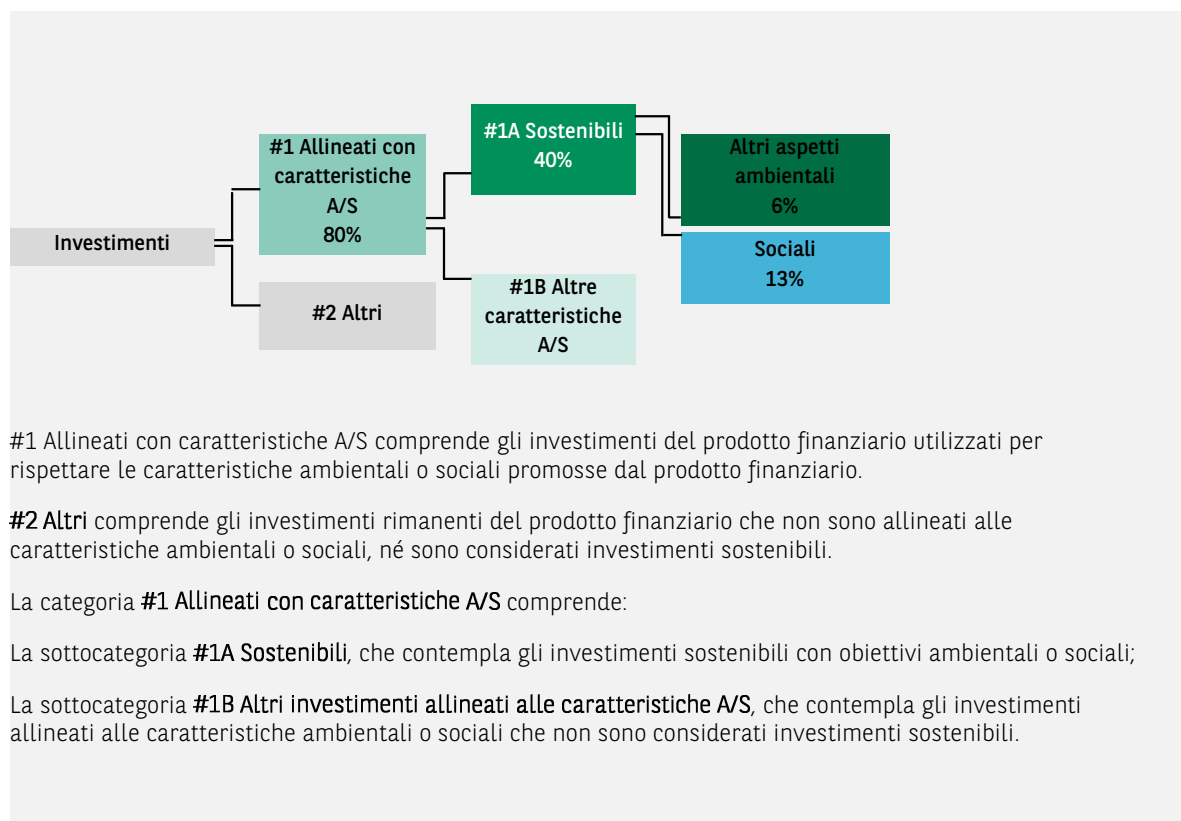 Investimenti
#1 Allineati con
caratteristiche
A/S
80%
#2 Altri
#1A Sostenibili
40%
#1B Altre
caratteristiche
A/S
Altri aspetti
ambientali
6%
Sociali
13%
#1 Allineati con caratteristiche A/S comprende gli investimenti del prodotto finanziario utilizzati per
rispettare le caratteristiche ambientali o sociali promosse dal prodotto finanziario.
#2 Altri comprende gli investimenti rimanenti del prodotto finanziario che non sono allineati alle
caratteristiche ambientali o sociali, né sono considerati investimenti sostenibili.
La categoria #1 Allineati con caratteristiche A/S comprende:
La sottocategoria #1A Sostenibili, che contempla gli investimenti sostenibili con obiettivi ambientali o sociali;
La sottocategoria #1B Altri investimenti allineati alle caratteristiche A/S, che contempla gli investimenti
allineati alle caratteristiche ambientali o sociali che non sono considerati investimenti sostenibili.